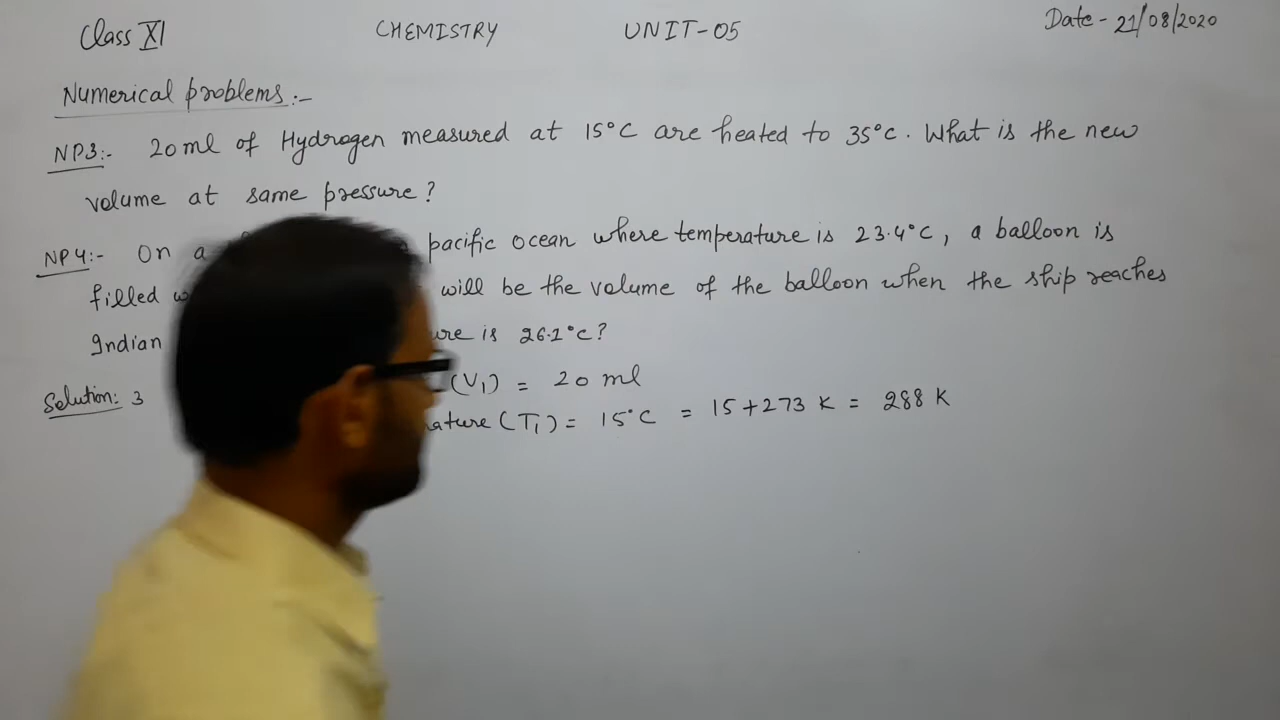 Class XI CHEMISTRY UNIT-05 Date - 21/08/2020
Numerical problems:-
NP3:- 20 ml of Hydrogen measured at 15°C are heated to 35°C. What is the new
volume at same pressure?
NP4:- On a pacific ocean where temperature is 23.4°C, a balloon is
filled will be the volume of the balloon when the ship reaches
Indian is 26.1°C?
Solution: 3 (V1) = 20 ml
(T1) = 15°C = 15+273 K = 288 K